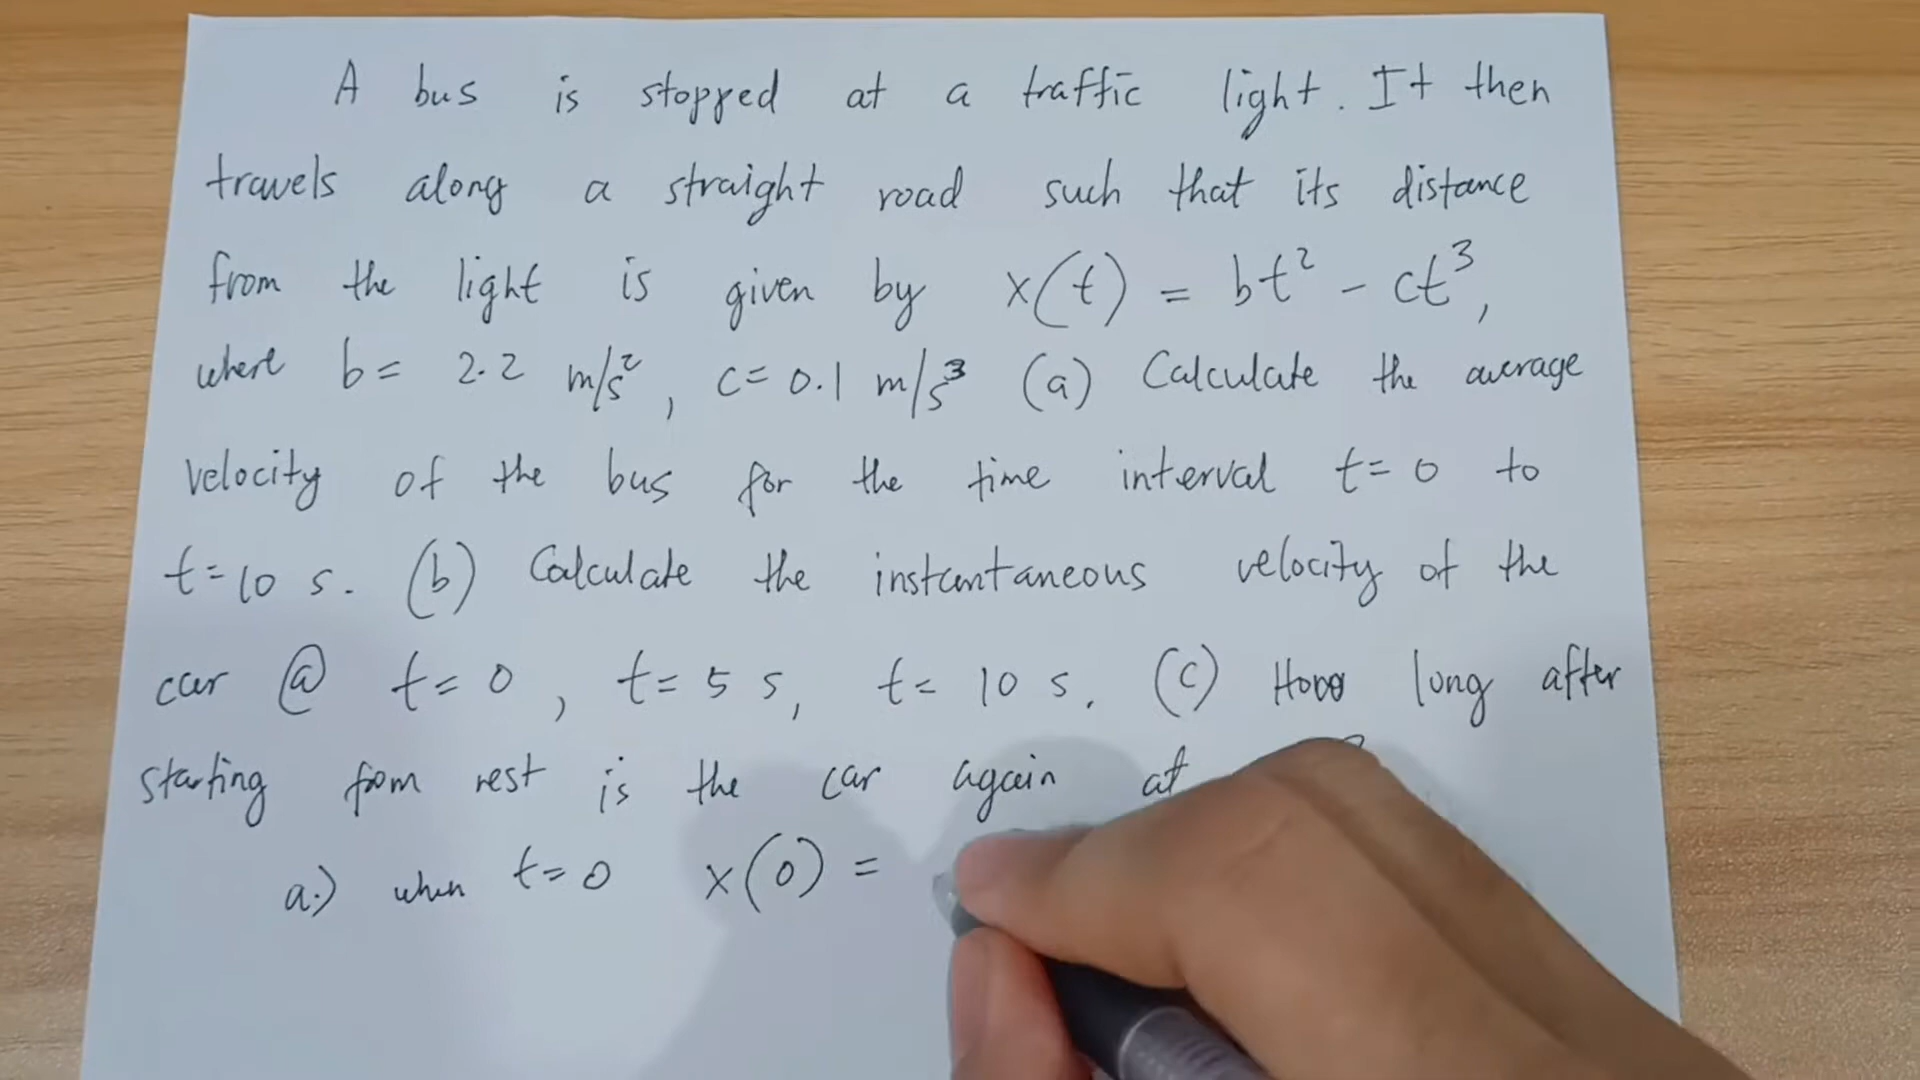 A bus is stopped at a traffic light. It then
travels along a straight road such that its distance
from the light is given by x(t) = bt² - ct³,
where b = 2.2 m/s², c = 0.1 m/s³ (a) Calculate the average
velocity of the bus for the time interval t = 0 to
t = 10 s. (b) Calculate the instantaneous velocity of the
car @ t = 0, t = 5 s, t = 10 s. (c) How long after
starting from rest is the car again at
a.) when t = 0 x(0) =